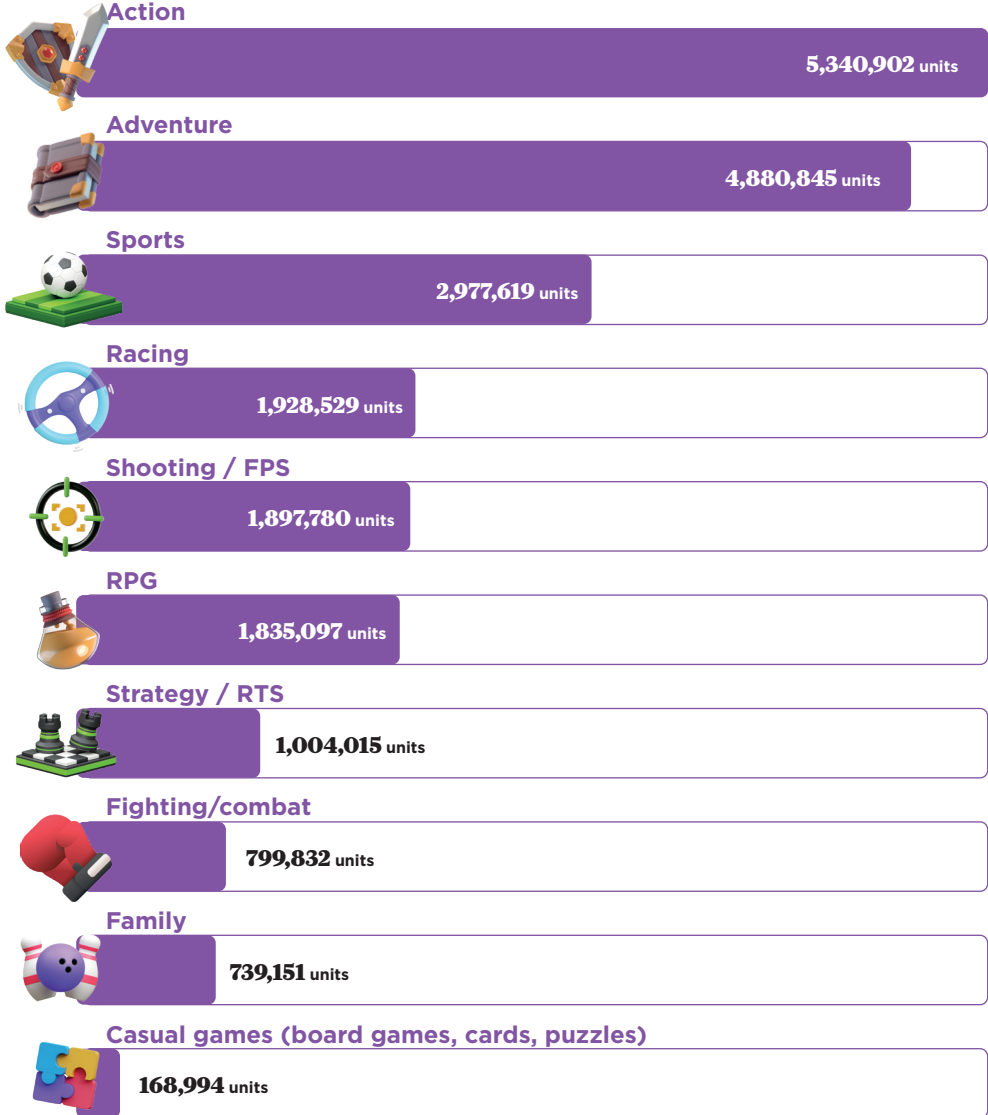 Action
5,340,902 units
Adventure
4,880,845 units
Sports
2,977,619 units
Racing
1,928,529 units
Shooting / FPS
1,897,780 units
RPG
1,835,097 units
Strategy / RTS
1,004,015 units
Fighting/combat
799,832 units
Family
739,151 units
Casual games (board games, cards, puzzles)
168,994 units